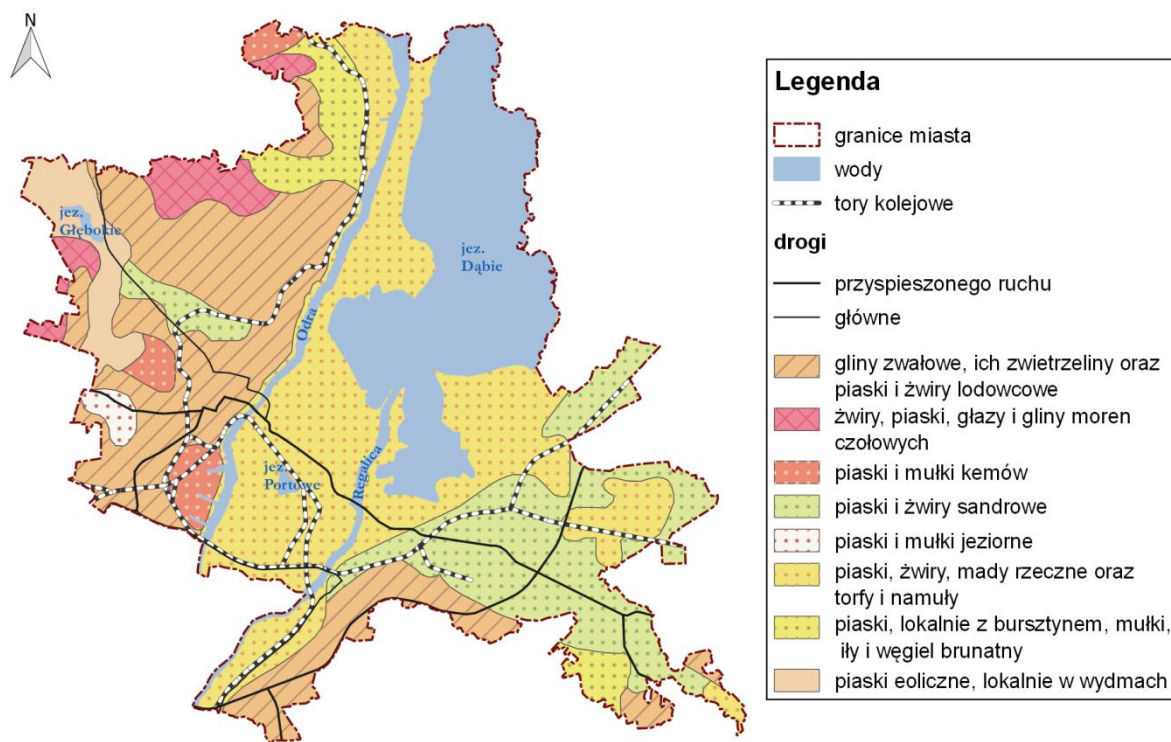 N
jez.
Głębokie
jez.
Dąbie
Odra
jez.
Portowe
Regalica
Legenda
granice miasta
wody
tory kolejowe
drogi
przyspieszonego ruchu
główne
gliny zwałowe, ich zwietrzeliny oraz
piaski i żwiry lodowcowe
żwiry, piaski, głazy i gliny moren
czołowych
piaski i mułki kemów
piaski i żwiry sandrowe
piaski i mułki jeziorne
piaski, żwiry, mady rzeczne oraz
torfy i namuły
piaski, lokalnie z bursztynem, mułki,
iły i węgiel brunatny
piaski eoliczne, lokalnie w wydmach